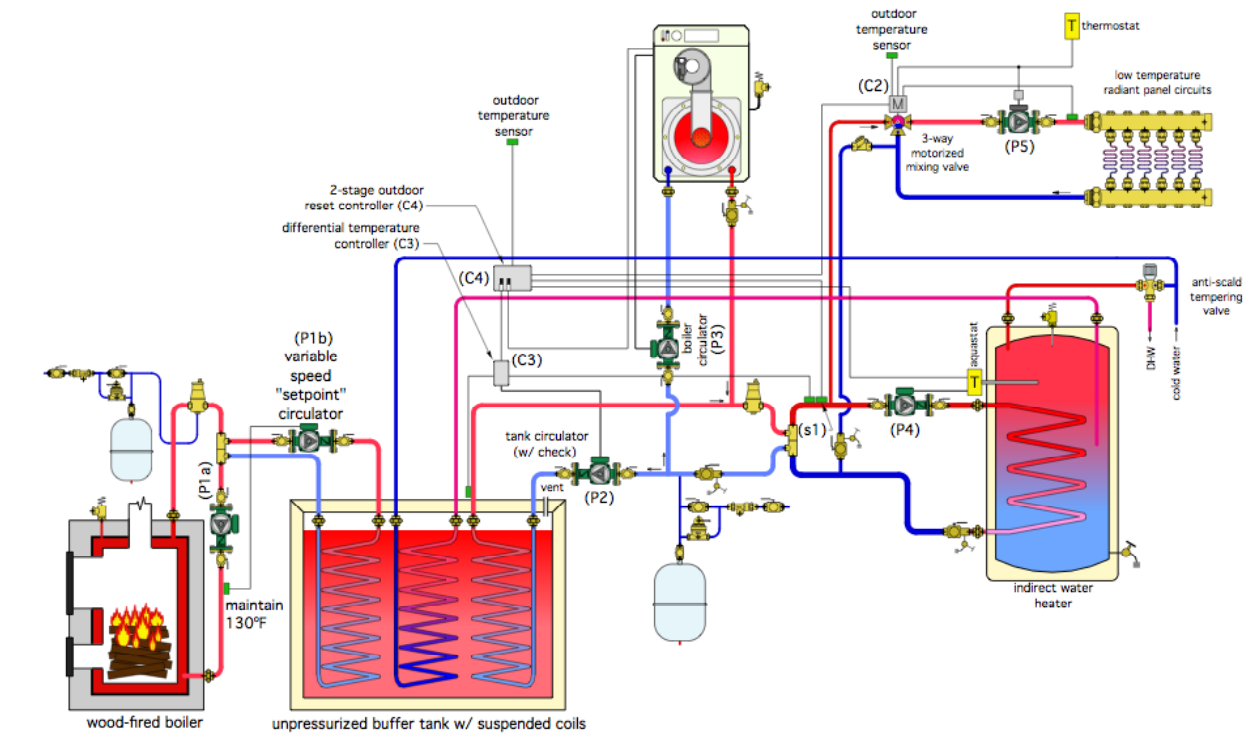 outdoor
temperature
sensor
T
thermostat
(C2)
M
low temperature
radiant panel circuits
3-way
motorized
mixing valve
(P5)
outdoor
temperature
sensor
2-stage outdoor
reset controller (C4)
differential temperature
controller (C3)
(C4)
(C3)
boiler
circulator
(P3)
anti-scald
tempering
valve
DHW
cold water
aquastat
T
(P1b)
variable
speed
"setpoint"
circulator
(P1a)
tank circulator
(w/ check)
(P2)
vent
(s1)
(P4)
maintain
130°F
indirect water
heater
wood-fired boiler
unpressurized buffer tank w/ suspended coils